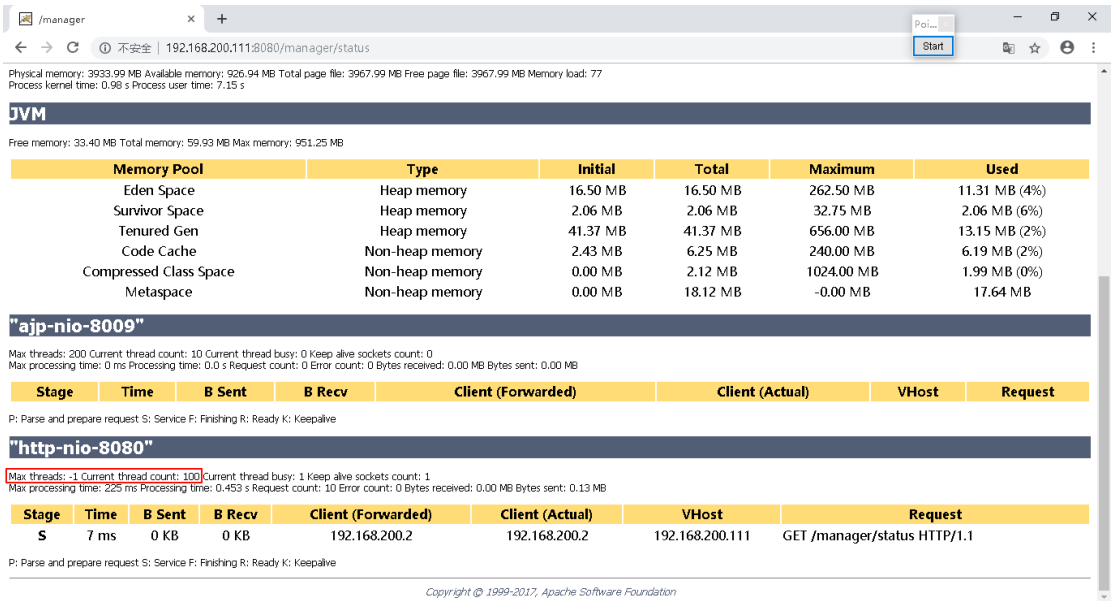 /manager
Poi...
Start
不安全 | 192.168.200.111:8080/manager/status
Physical memory: 3933.99 MB Available memory: 926.94 MB Total page file: 3967.99 MB Free page file: 3967.99 MB Memory load: 77
Process kernel time: 0.98 s Process user time: 7.15 s
JVM
Free memory: 33.40 MB Total memory: 59.93 MB Max memory: 951.25 MB
Memory Pool Type Initial Total Maximum Used
Eden Space Heap memory 16.50 MB 16.50 MB 262.50 MB 11.31 MB (4%)
Survivor Space Heap memory 2.06 MB 2.06 MB 32.75 MB 2.06 MB (6%)
Tenured Gen Heap memory 41.37 MB 41.37 MB 656.00 MB 13.15 MB (2%)
Code Cache Non-heap memory 2.43 MB 6.25 MB 240.00 MB 6.19 MB (2%)
Compressed Class Space Non-heap memory 0.00 MB 2.12 MB 1024.00 MB 1.99 MB (0%)
Metaspace Non-heap memory 0.00 MB 18.12 MB -0.00 MB 17.64 MB
"ajp-nio-8009"
Max threads: 200 Current thread count: 10 Current thread busy: 0 Keep alive sockets count: 0
Max processing time: 0 ms Processing time: 0.0 s Request count: 0 Error count: 0 Bytes received: 0.00 MB Bytes sent: 0.00 MB
Stage Time B Sent B Recv Client (Forwarded) Client (Actual) VHost Request
P: Parse and prepare request S: Service F: Finishing R: Ready K: Keepalive
"http-nio-8080"
Max threads: -1 Current thread count: 100 Current thread busy: 1 Keep alive sockets count: 1
Max processing time: 225 ms Processing time: 0.453 s Request count: 10 Error count: 0 Bytes received: 0.00 MB Bytes sent: 0.13 MB
Stage Time B Sent B Recv Client (Forwarded) Client (Actual) VHost Request
S 7 ms 0 KB 0 KB 192.168.200.2 192.168.200.2 192.168.200.111 GET /manager/status HTTP/1.1
P: Parse and prepare request S: Service F: Finishing R: Ready K: Keepalive
Copyright © 1999-2017, Apache Software Foundation